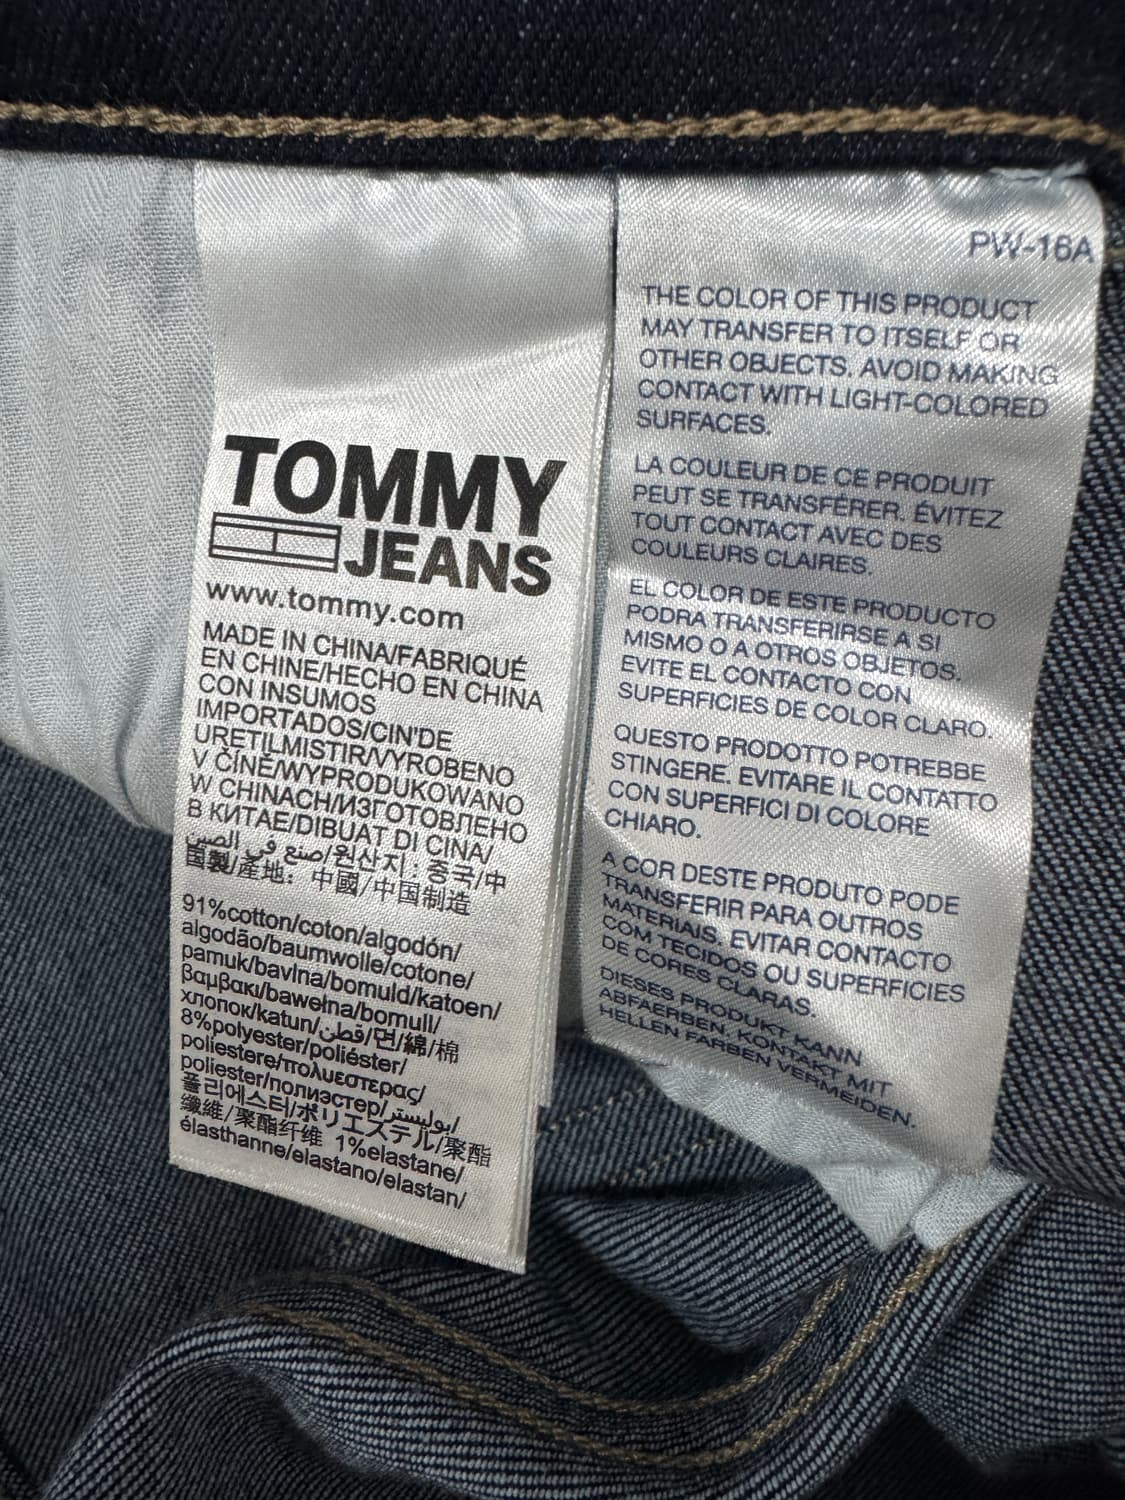 TOMMY
JEANS
www.tommy.com
MADE IN CHINA/FABRIQUÉ
EN CHINE/HECHO EN CHINA
CON INSUMOS
IMPORTADOS/CIN'DE
URETILMISTIR/VYROBENO
V ČÍNĚ/WYPRODUKOWANO
W CHINACH/ИЗГОТОВЛЕНО
В КИТАЕ/DIBUAT DI CINA/
صنع في الصين/원산지: 중국/中
国製/產地：中國/中国制造
91%cotton/coton/algodón/
algodão/baumwolle/cotone/
pamuk/bavlna/bomuld/katoen/
βαμβακι/bawełna/bomull/
хлопок/katun/قطن/면/綿/棉
8%polyester/poliéster/
poliestere/πολυεστερας/
poliester/полиэстер/بوليستر/
폴리에스터/ポリエステル/聚酯
纖維/聚酯纤维 1%elastane/
élasthanne/elastano/elastan/
PW-16A
THE COLOR OF THIS PRODUCT
MAY TRANSFER TO ITSELF OR
OTHER OBJECTS. AVOID MAKING
CONTACT WITH LIGHT-COLORED
SURFACES.
LA COULEUR DE CE PRODUIT
PEUT SE TRANSFÉRER. ÉVITEZ
TOUT CONTACT AVEC DES
COULEURS CLAIRES.
EL COLOR DE ESTE PRODUCTO
PODRA TRANSFERIRSE A SI
MISMO O A OTROS OBJETOS.
EVITE EL CONTACTO CON
SUPERFICIES DE COLOR CLARO.
QUESTO PRODOTTO POTREBBE
STINGERE. EVITARE IL CONTATTO
CON SUPERFICI DI COLORE
CHIARO.
A COR DESTE PRODUTO PODE
TRANSFERIR PARA OUTROS
MATERIAIS. EVITAR CONTACTO
COM TECIDOS OU SUPERFICIES
DE CORES CLARAS.
DIESES PRODUKT KANN
ABFAERBEN. KONTAKT MIT
HELLEN FARBEN VERMEIDEN.